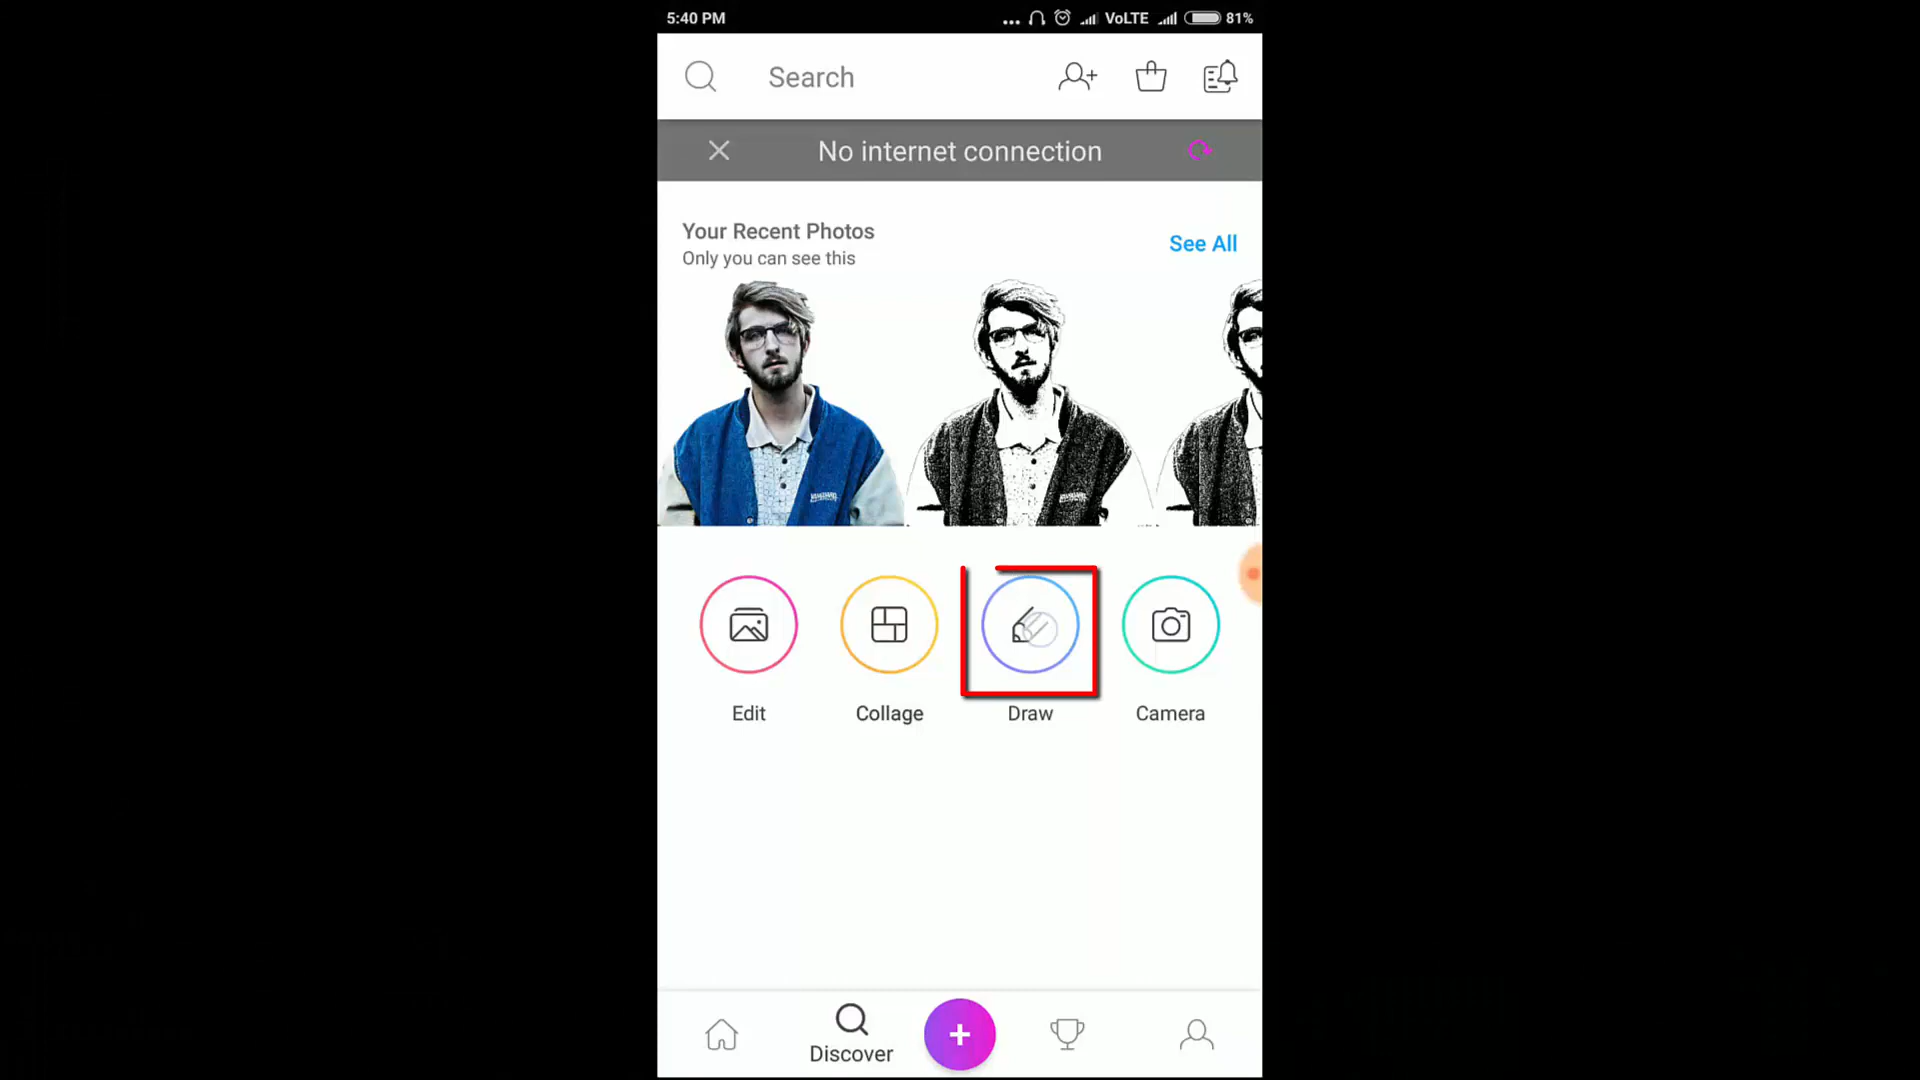 5:40 PM
... VoLTE 81%
Search
No internet connection
Your Recent Photos
Only you can see this
See All
Edit
Collage
Draw
Camera
Discover